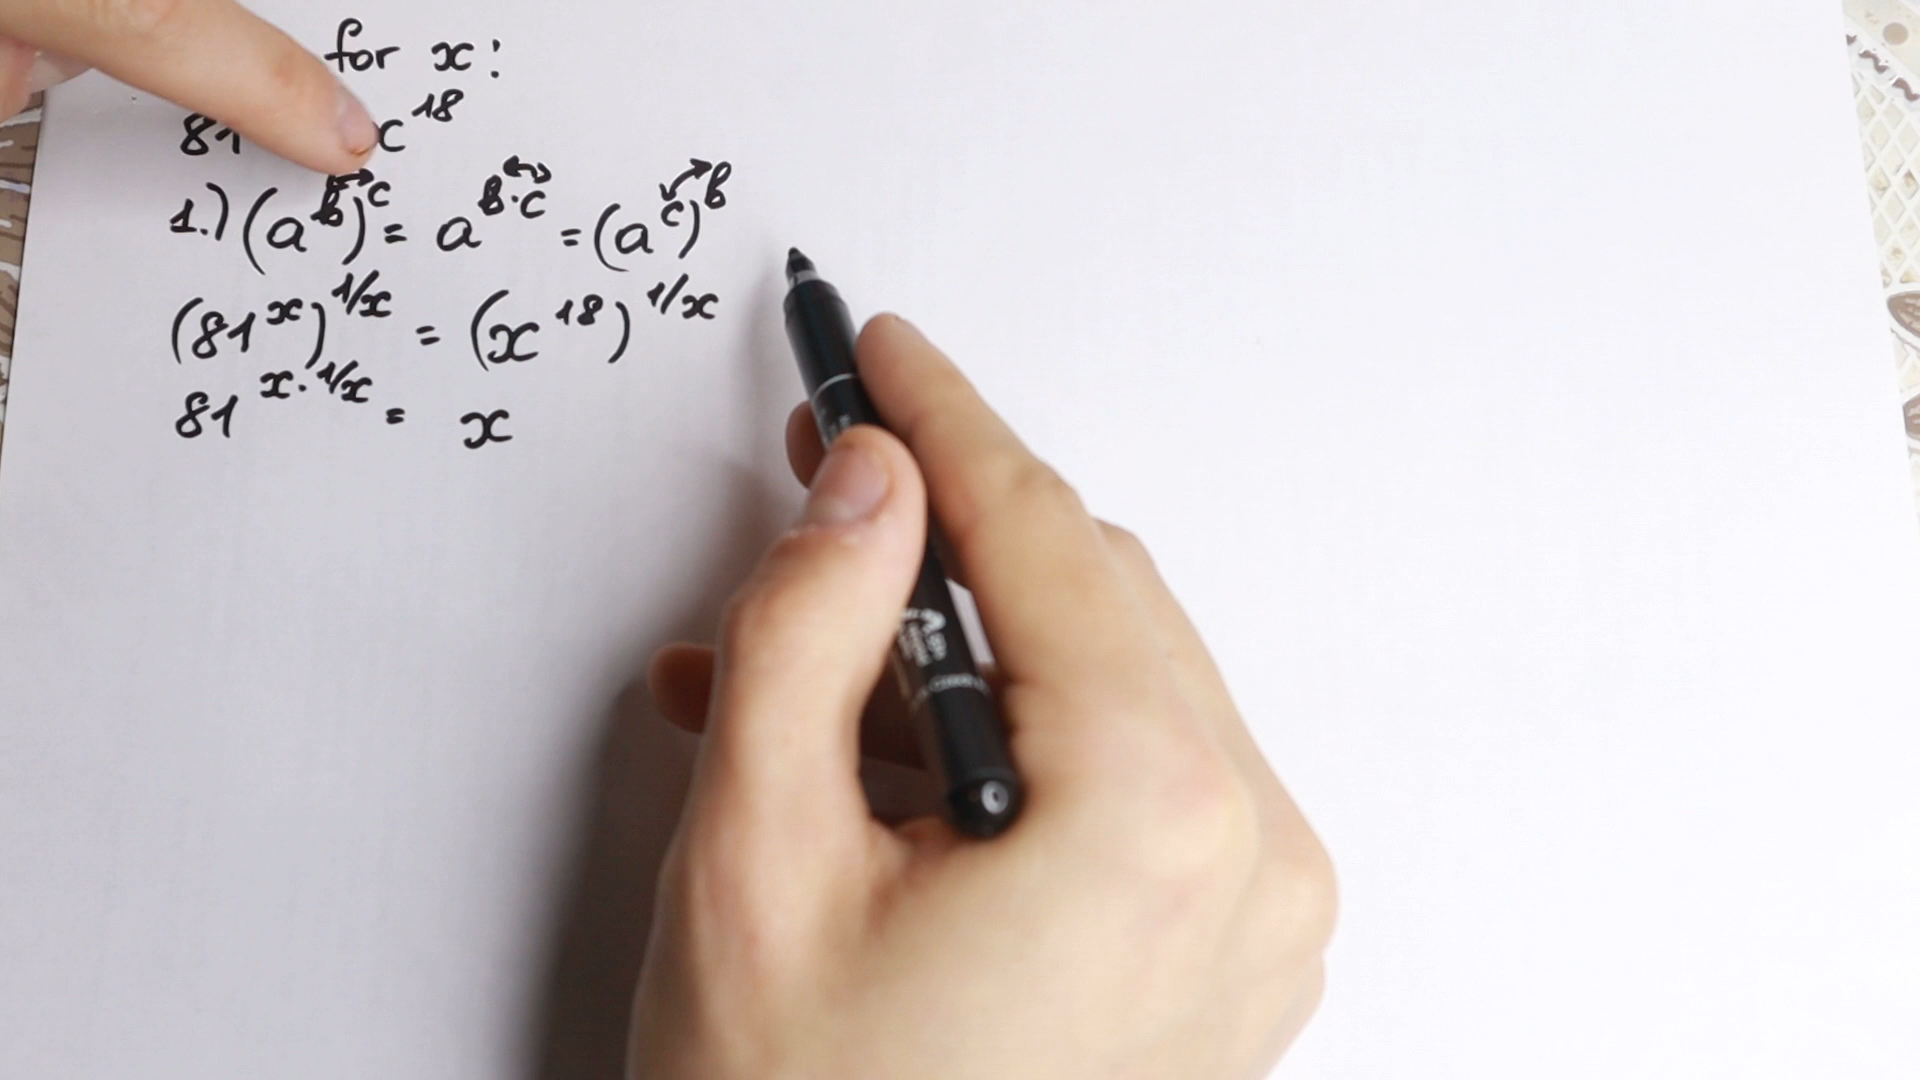 for x:
81 x^18
1.) (a^b)^c = a^b·c = (a^c)^b
(81^x)^1/x = (x^18)^1/x
81^x·1/x = x